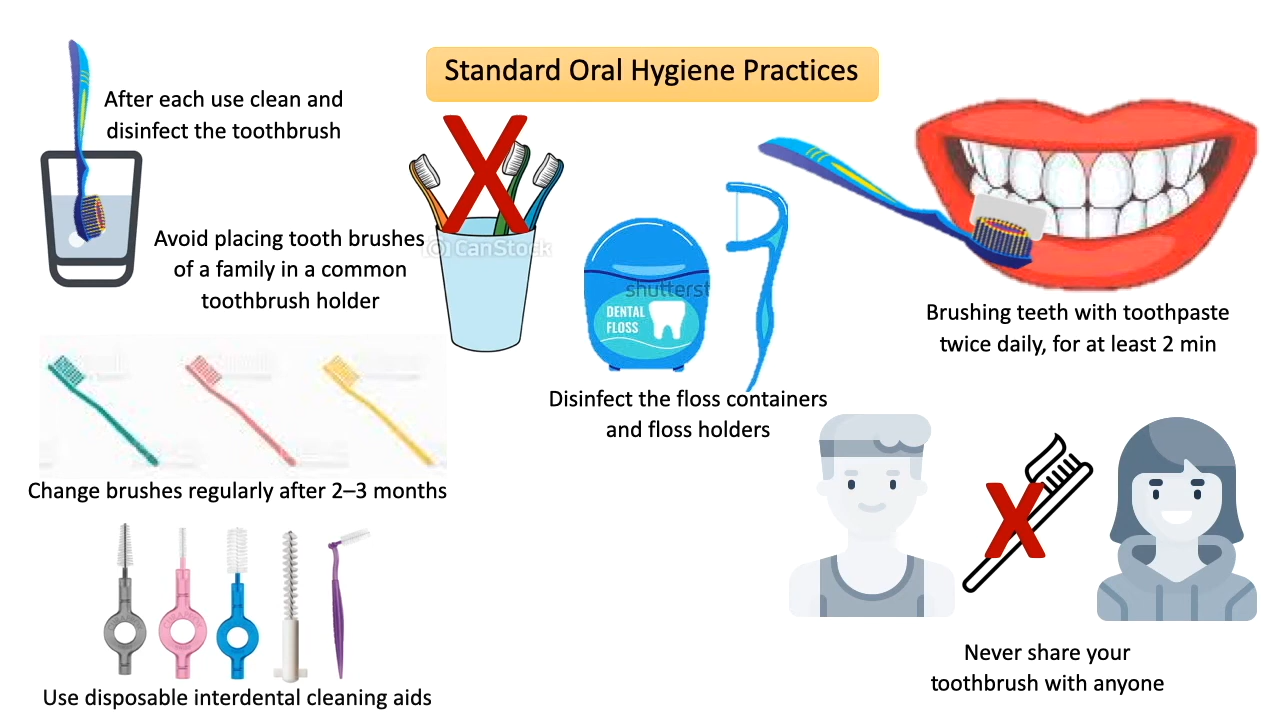 Standard Oral Hygiene Practices
After each use clean and
disinfect the toothbrush
Avoid placing tooth brushes
of a family in a common
toothbrush holder
(c) CanStock
shutterst
DENTAL
FLOSS
Brushing teeth with toothpaste
twice daily, for at least 2 min
Disinfect the floss containers
and floss holders
Change brushes regularly after 2–3 months
Use disposable interdental cleaning aids
Never share your
toothbrush with anyone